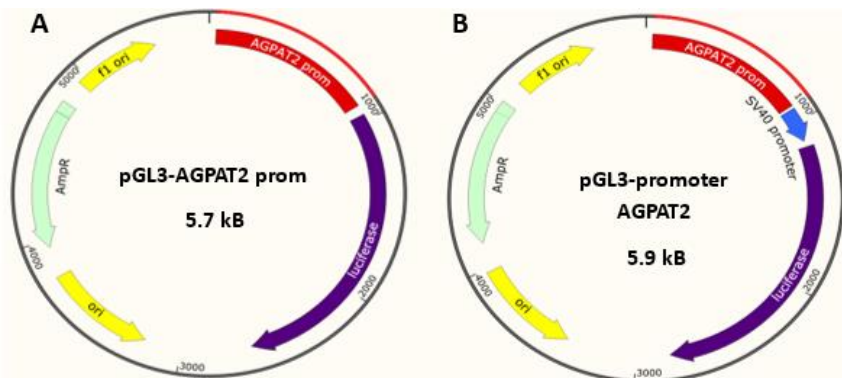 A
f1 ori
AGPAT2 prom
1000
5000
AmpR
pGL3-AGPAT2 prom
5.7 kB
luciferase
4000
2000
ori
3000
B
f1 ori
AGPAT2 prom
1000
SV40 promoter
5000
AmpR
pGL3-promoter
AGPAT2
5.9 kB
luciferase
4000
2000
ori
3000